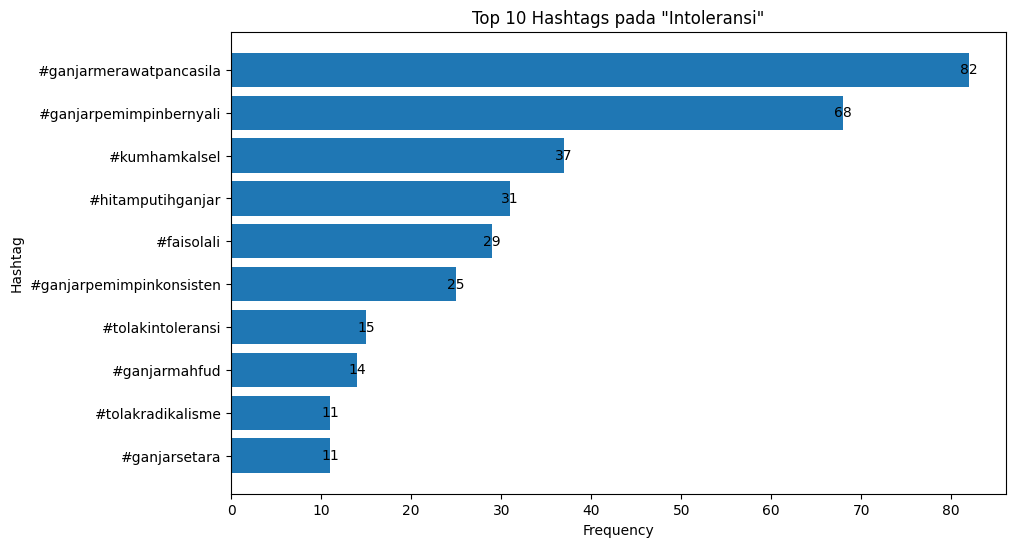 Top 10 Hashtags pada "Intoleransi"
Hashtag
#ganjarmerawatpancasila 82
#ganjarpemimpinbernyali 68
#kumhamkalsel 37
#hitamputihganjar 31
#faisolali 29
#ganjarpemimpinkonsisten 25
#tolakintoleransi 15
#ganjarmahfud 14
#tolakradikalisme 11
#ganjarsetara 11
0 10 20 30 40 50 60 70 80
Frequency